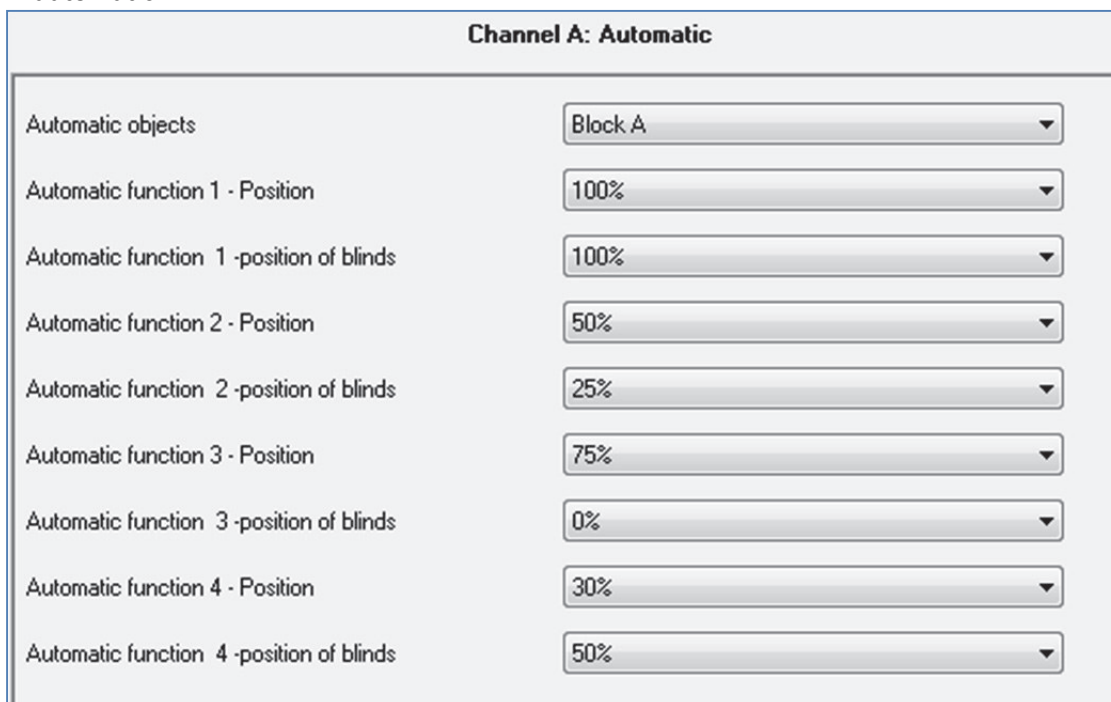 Channel A: Automatic
Automatic objects Block A
Automatic function 1 - Position 100%
Automatic function 1 -position of blinds 100%
Automatic function 2 - Position 50%
Automatic function 2 -position of blinds 25%
Automatic function 3 - Position 75%
Automatic function 3 -position of blinds 0%
Automatic function 4 - Position 30%
Automatic function 4 -position of blinds 50%